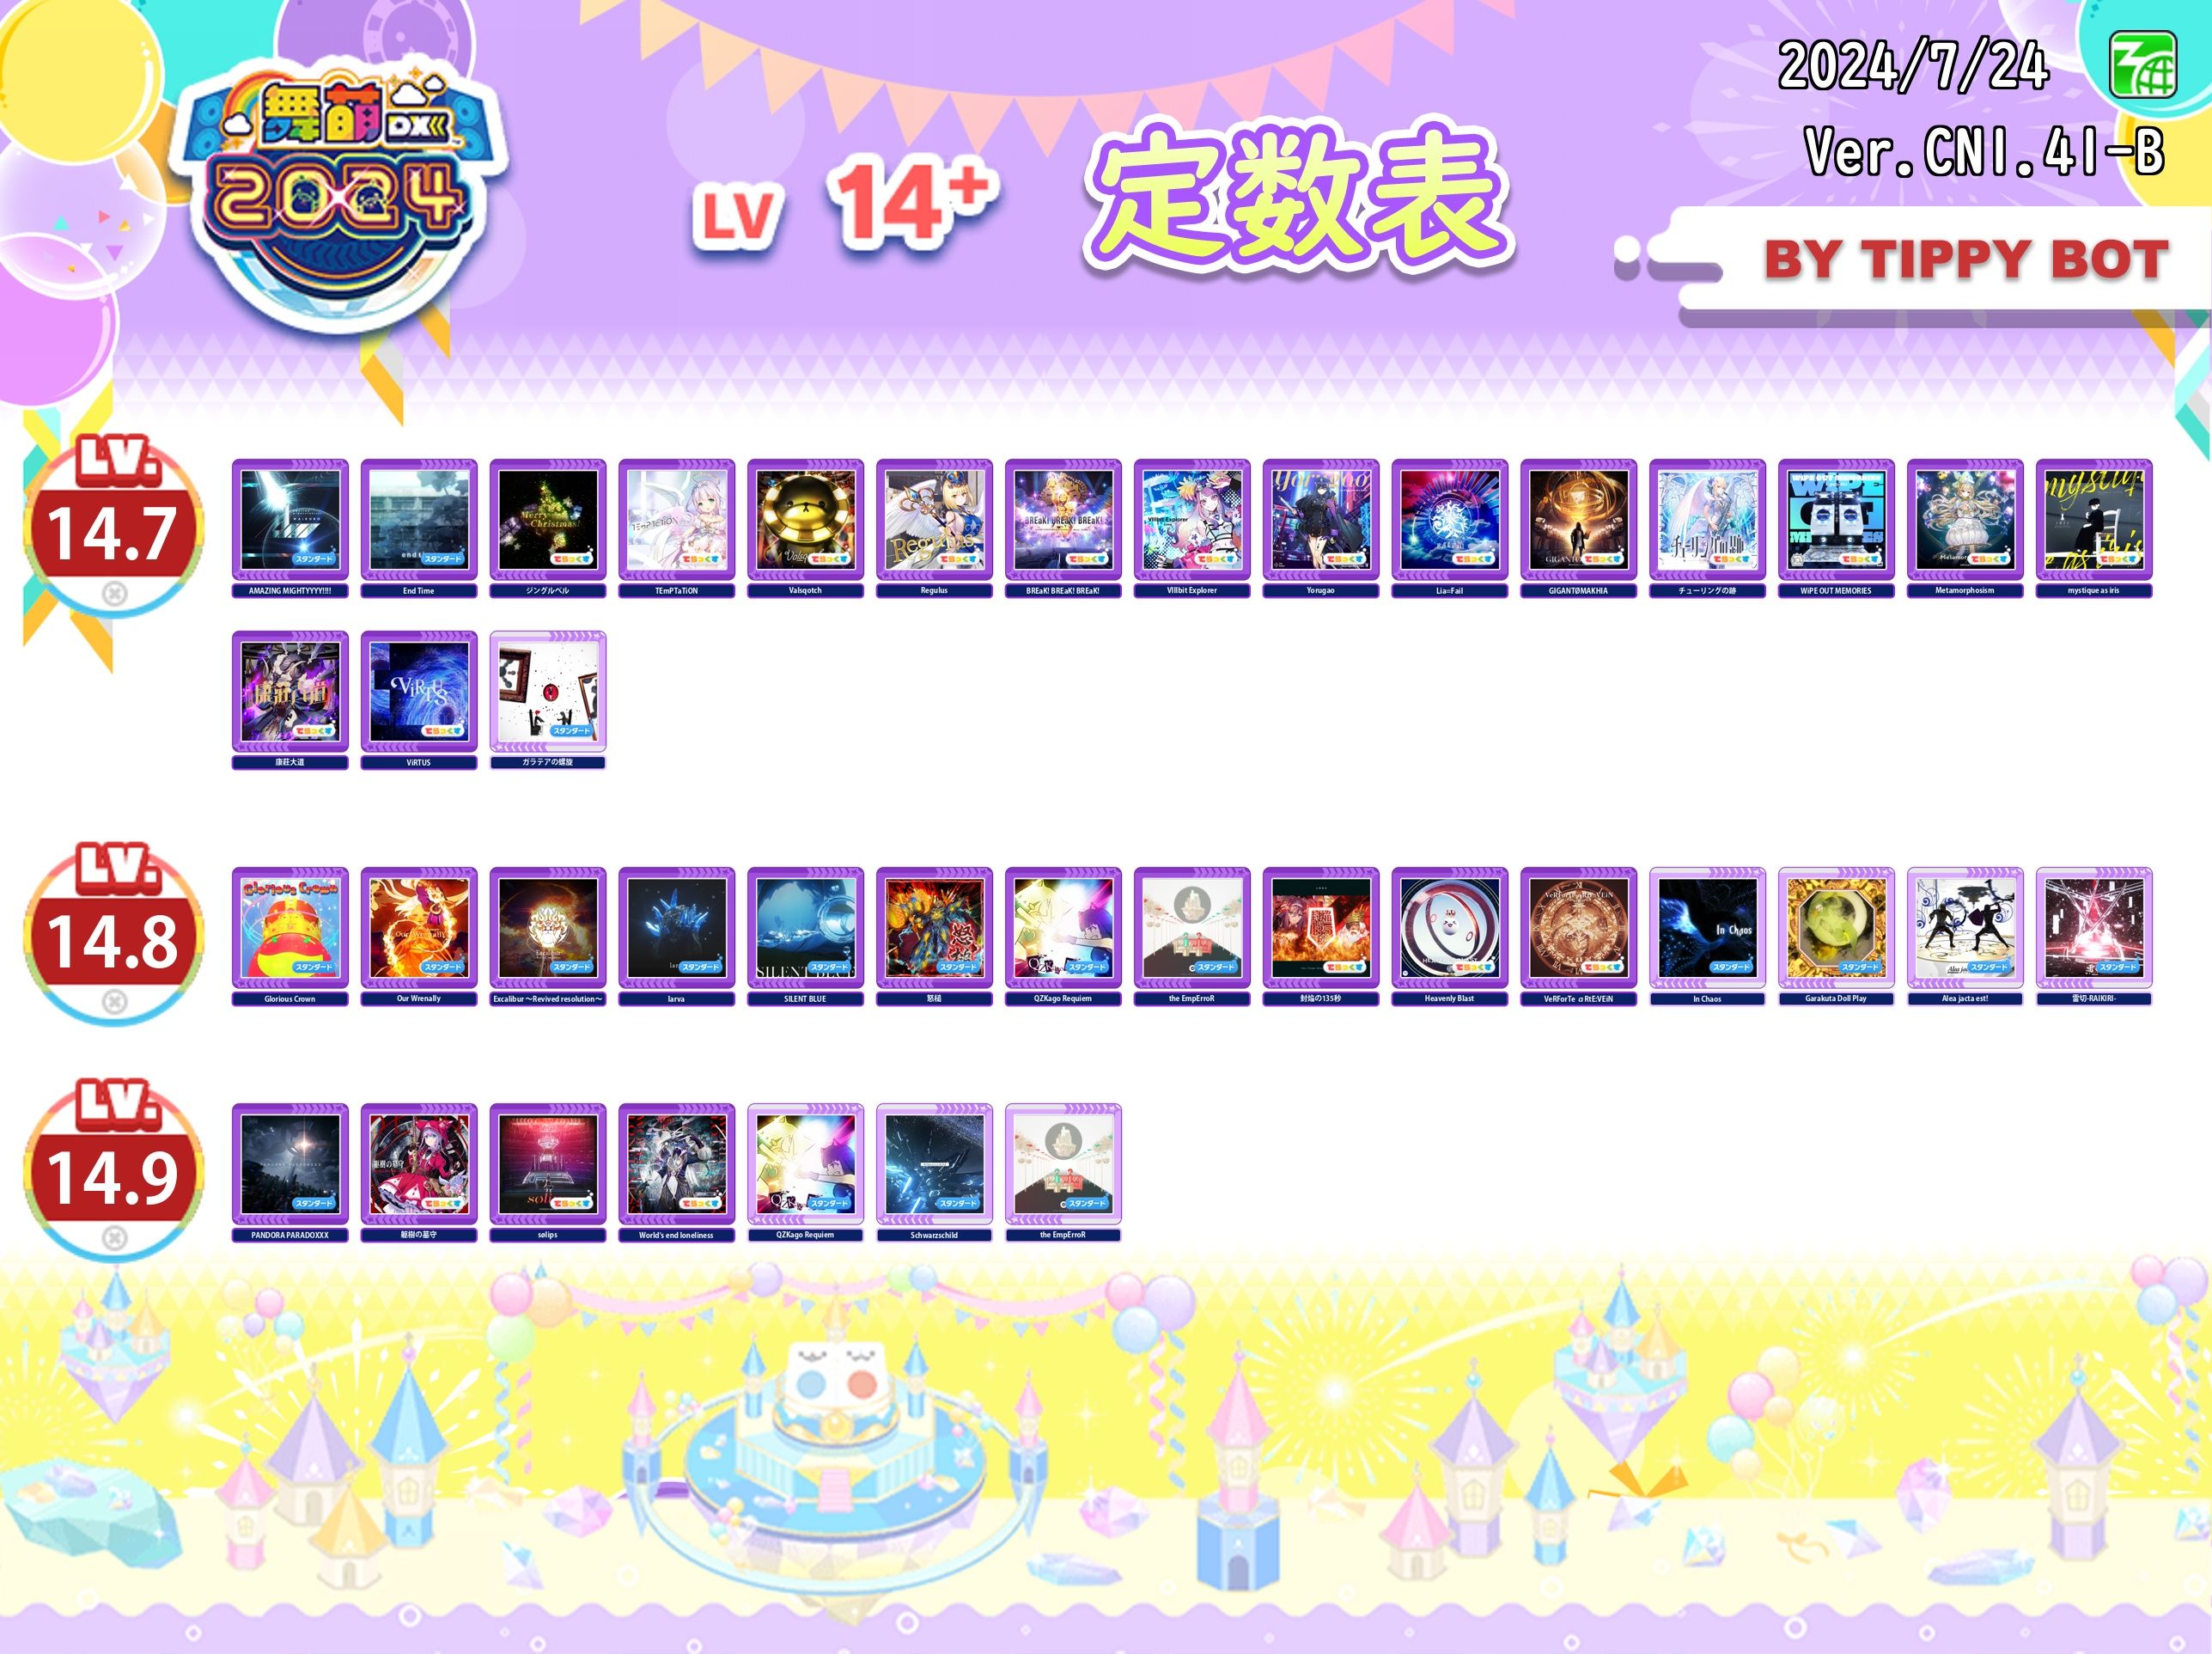 舞萌DX
2024
LV 14+ 定数表
2024/7/24
Ver.CN1.41-B
BY TIPPY BOT
LV.
14.7
AMAZING MIGHTYYYY!!!!
End Time
ジングルベル
TEmPTaTiON
Valsqotch
Regulus
BREaK! BREaK! BREaK!
VIIIbit Explorer
Yorugao
Lia=Fail
GIGANTØMAKHIA
チューリングの跡
WiPE OUT MEMORIES
Metamorphosism
mystique as iris
康莊大道
ViRTUS
ガラテアの螺旋
LV.
14.8
Glorious Crown
Our Wrenally
Excalibur ～Revived resolution～
larva
SILENT BLUE
怒槌
QZKago Requiem
the EmpErroR
封焔の135秒
Heavenly Blast
VeRForTe αRtE:VEiN
In Chaos
Garakuta Doll Play
Alea jacta est!
雷切-RAIKIRI-
LV.
14.9
PANDORA PARADOXXX
躯樹の墓守
sølips
World's end loneliness
QZKago Requiem
Schwarzschild
the EmpErroR